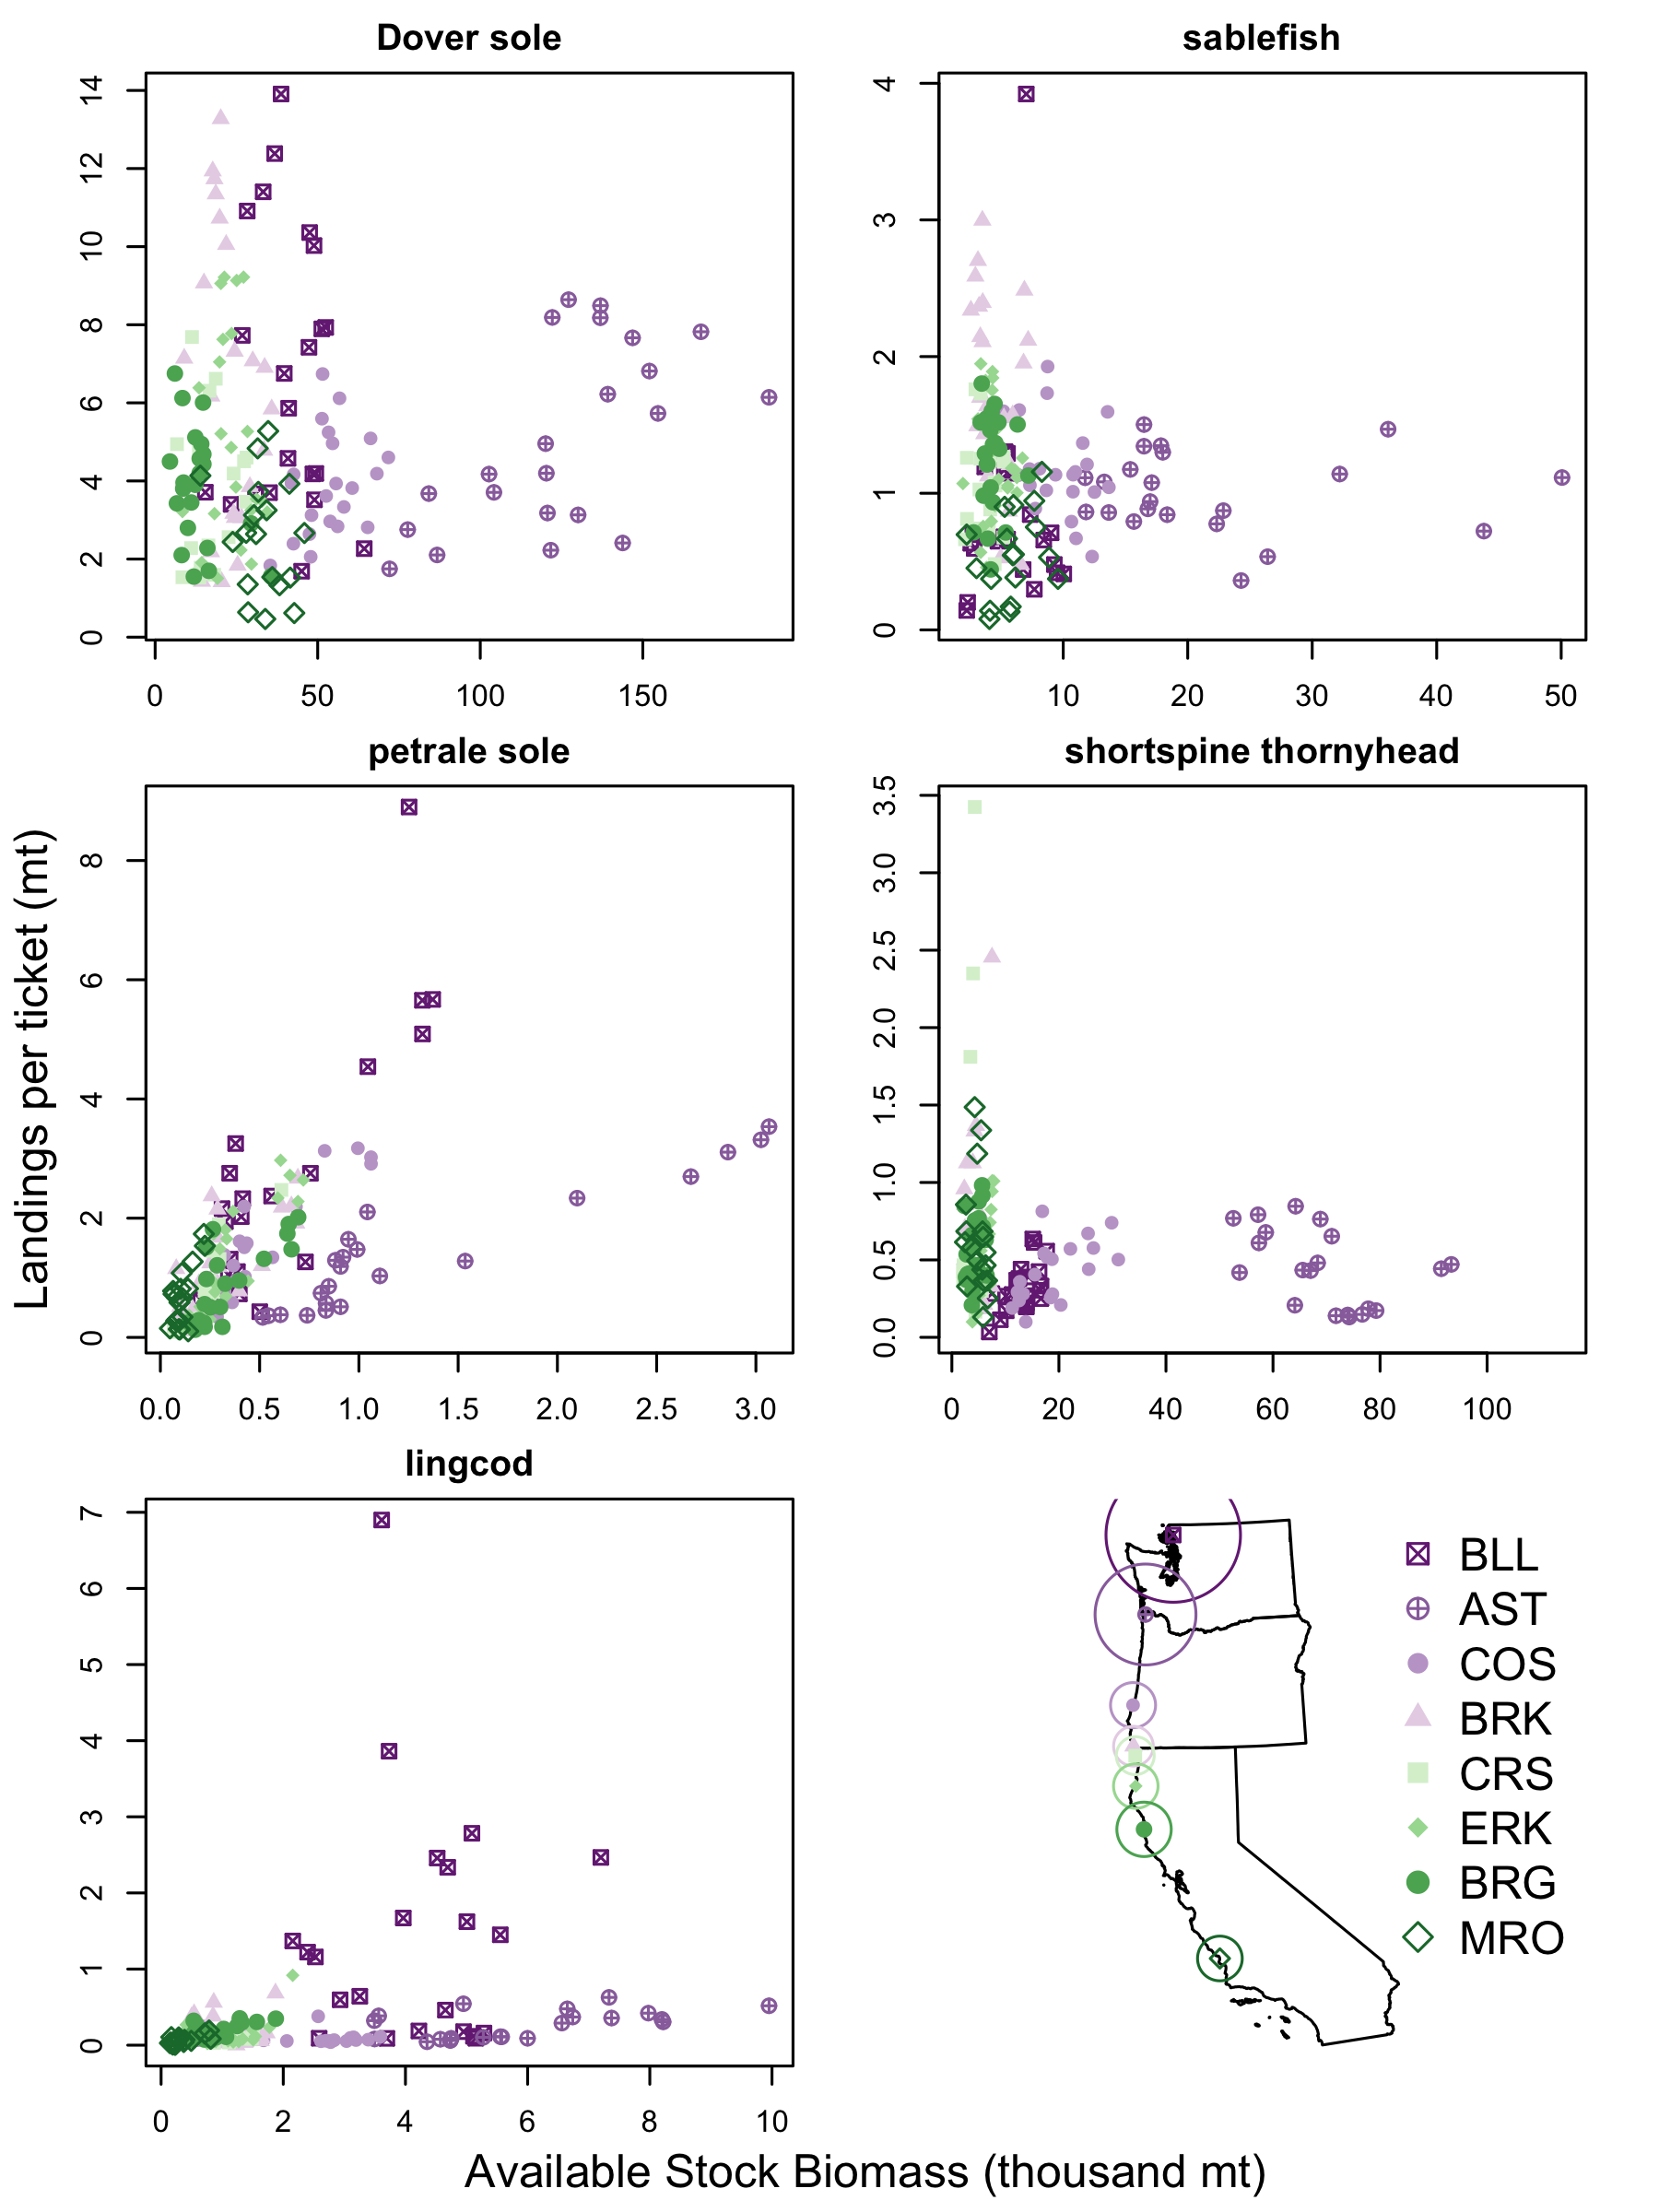 Dover sole
sablefish
0 2 4 6 8 10 12 14
0 1 2 3 4
0 50 100 150
10 20 30 40 50
petrale sole
shortspine thornyhead
Landings per ticket (mt)
0 2 4 6 8
0.0 0.5 1.0 1.5 2.0 2.5 3.0 3.5
0.0 0.5 1.0 1.5 2.0 2.5 3.0
0 20 40 60 80 100
lingcod
0 1 2 3 4 5 6 7
BLL
AST
COS
BRK
CRS
ERK
BRG
MRO
0 2 4 6 8 10
Available Stock Biomass (thousand mt)